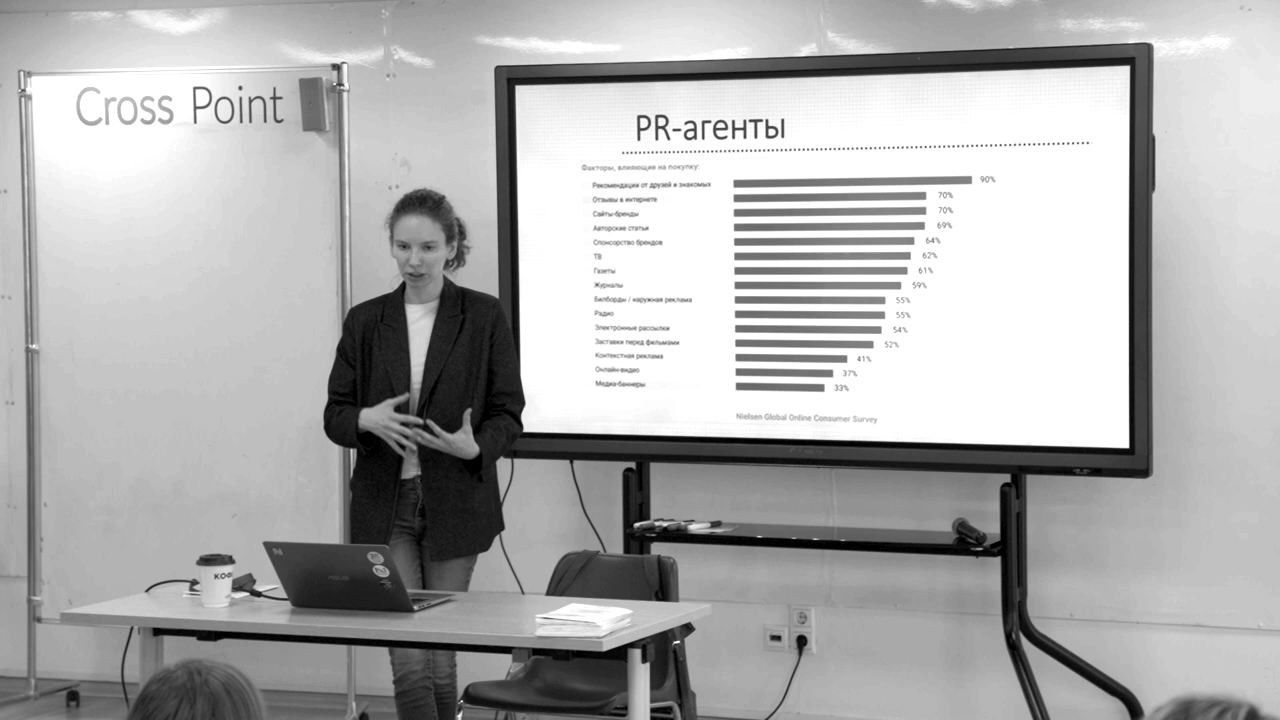 Cross Point
PR-агенты
Факторы, влияющие на покупку:
Рекомендации от друзей и знакомых 90%
Отзывы в интернете 70%
Сайты-бренды 70%
Авторские статьи 69%
Спонсорство брендов 64%
ТВ 62%
Газеты 61%
Журналы 59%
Билборды / наружная реклама 55%
Радио 55%
Электронные рассылки 54%
Заставки перед фильмами 52%
Контекстная реклама 41%
Онлайн-видео 37%
Медиа-баннеры 33%
Nielsen Global Online Consumer Survey
ASUS